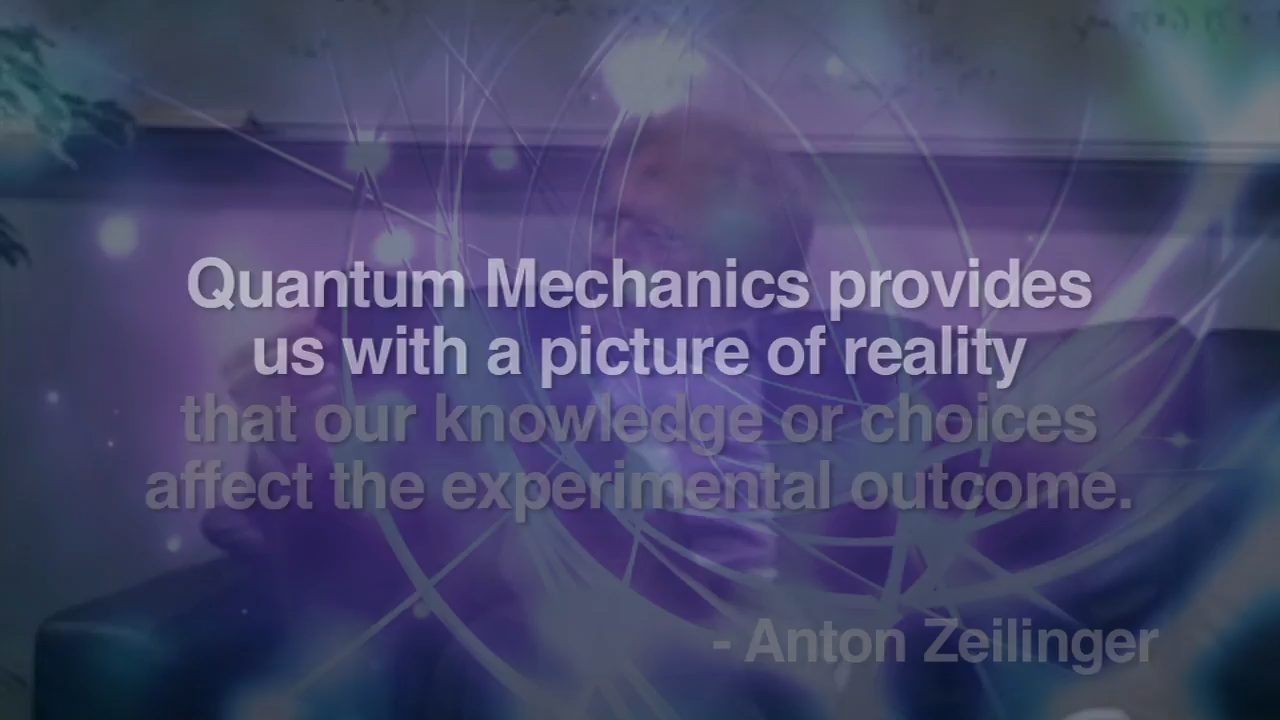 Quantum Mechanics provides
us with a picture of reality
that our knowledge or choices
affect the experimental outcome.
- Anton Zeilinger